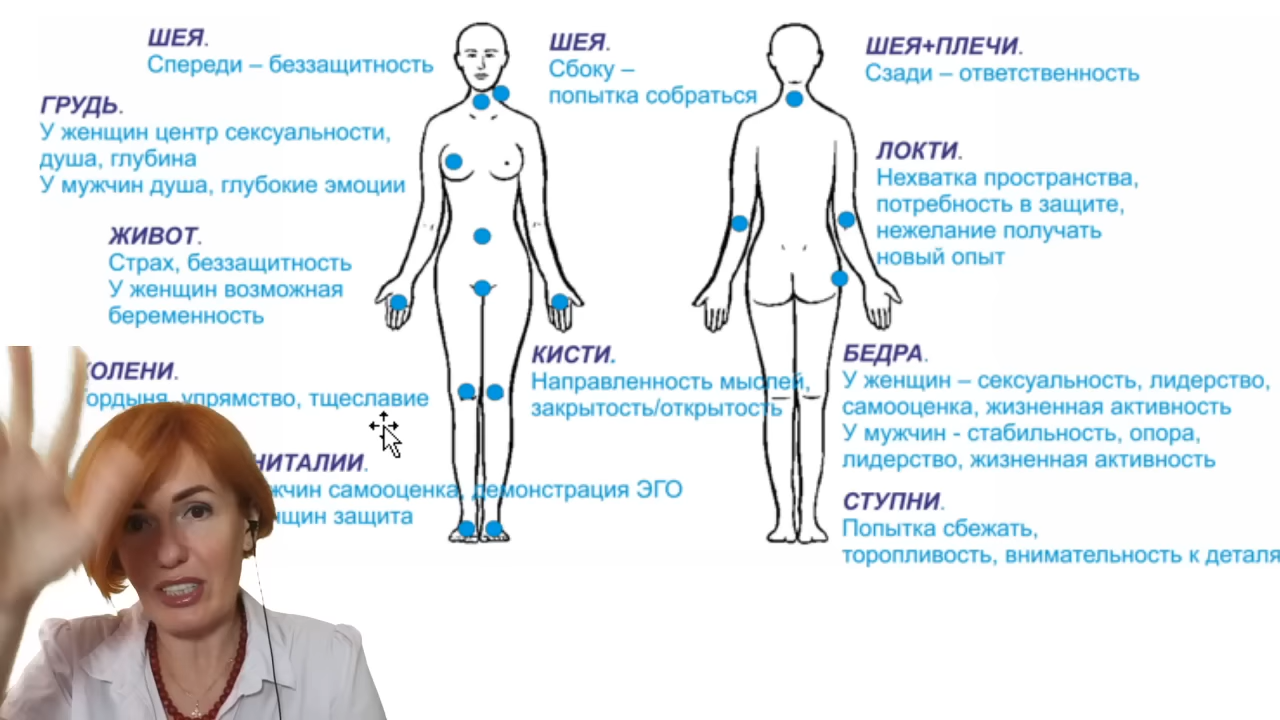 ШЕЯ.
Спереди – беззащитность
ГРУДЬ.
У женщин центр сексуальности,
душа, глубина
У мужчин душа, глубокие эмоции
ЖИВОТ.
Страх, беззащитность
У женщин возможная
беременность
КОЛЕНИ.
упрямство, тщеславие
самооценка, демонстрация ЭГО
защита
ШЕЯ.
Сбоку –
попытка собраться
КИСТИ.
Направленность мыслей,
закрытость/открытость
ШЕЯ+ПЛЕЧИ.
Сзади – ответственность
ЛОКТИ.
Нехватка пространства,
потребность в защите,
нежелание получать
новый опыт
БЕДРА.
У женщин – сексуальность, лидерство,
самооценка, жизненная активность
У мужчин - стабильность, опора,
лидерство, жизненная активность
СТУПНИ.
Попытка сбежать,
торопливость, внимательность к деталя